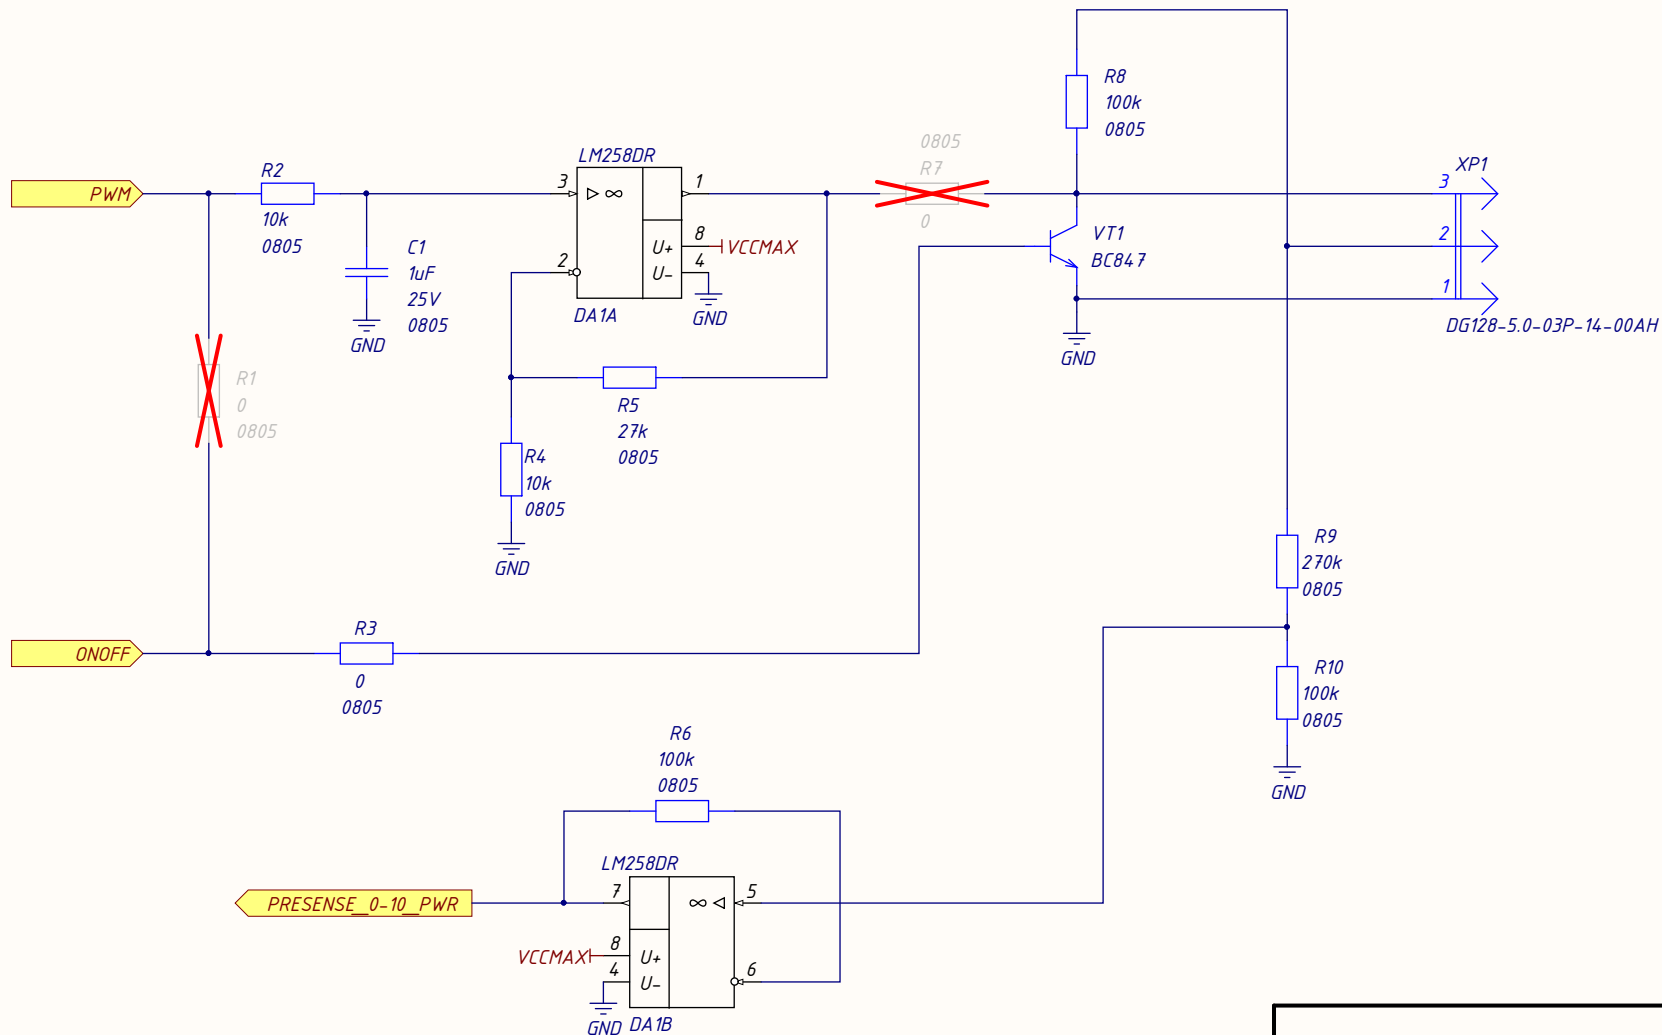 PWM
R2
10k
0805
C1
1uF
25V
0805
GND
LM258DR
3
1
▷ ∞
8
U+
VCCMAX
2
4
U-
DA1A
GND
0805
R7
0
R8
100k
0805
VT1
BC847
GND
XP1
3
2
1
DG128-5.0-03P-14-00AH
R1
0
0805
R5
27k
0805
R4
10k
0805
GND
R9
270k
0805
R10
100k
0805
GND
ONOFF
R3
0
0805
R6
100k
0805
LM258DR
PRESENSE_0-10_PWR
7
∞ ◁
5
VCCMAX
8
U+
4
U-
6
GND
DA1B